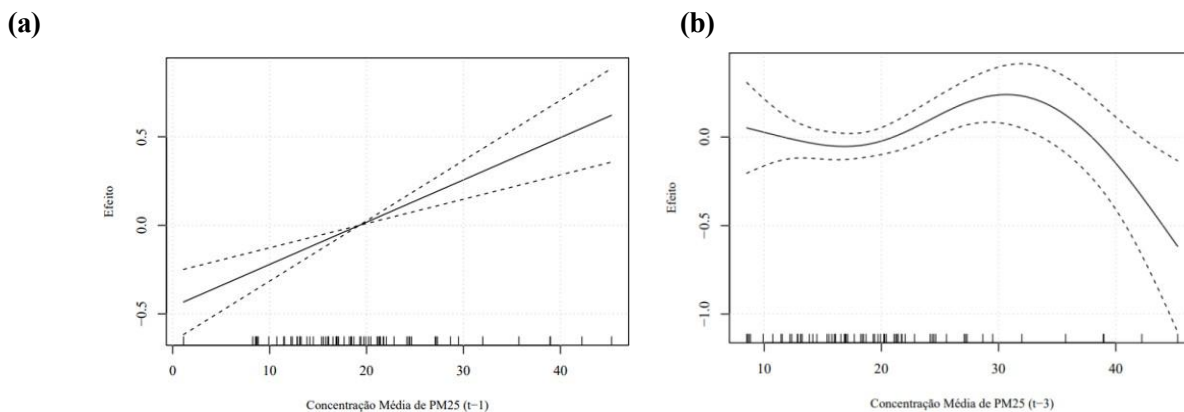 (a)
(b)
Efeito
0.5
0.0
−0.5
0
10
20
30
40
Concentração Média de PM25 (t−1)
Efeito
0.0
−0.5
−1.0
10
20
30
40
Concentração Média de PM25 (t−3)